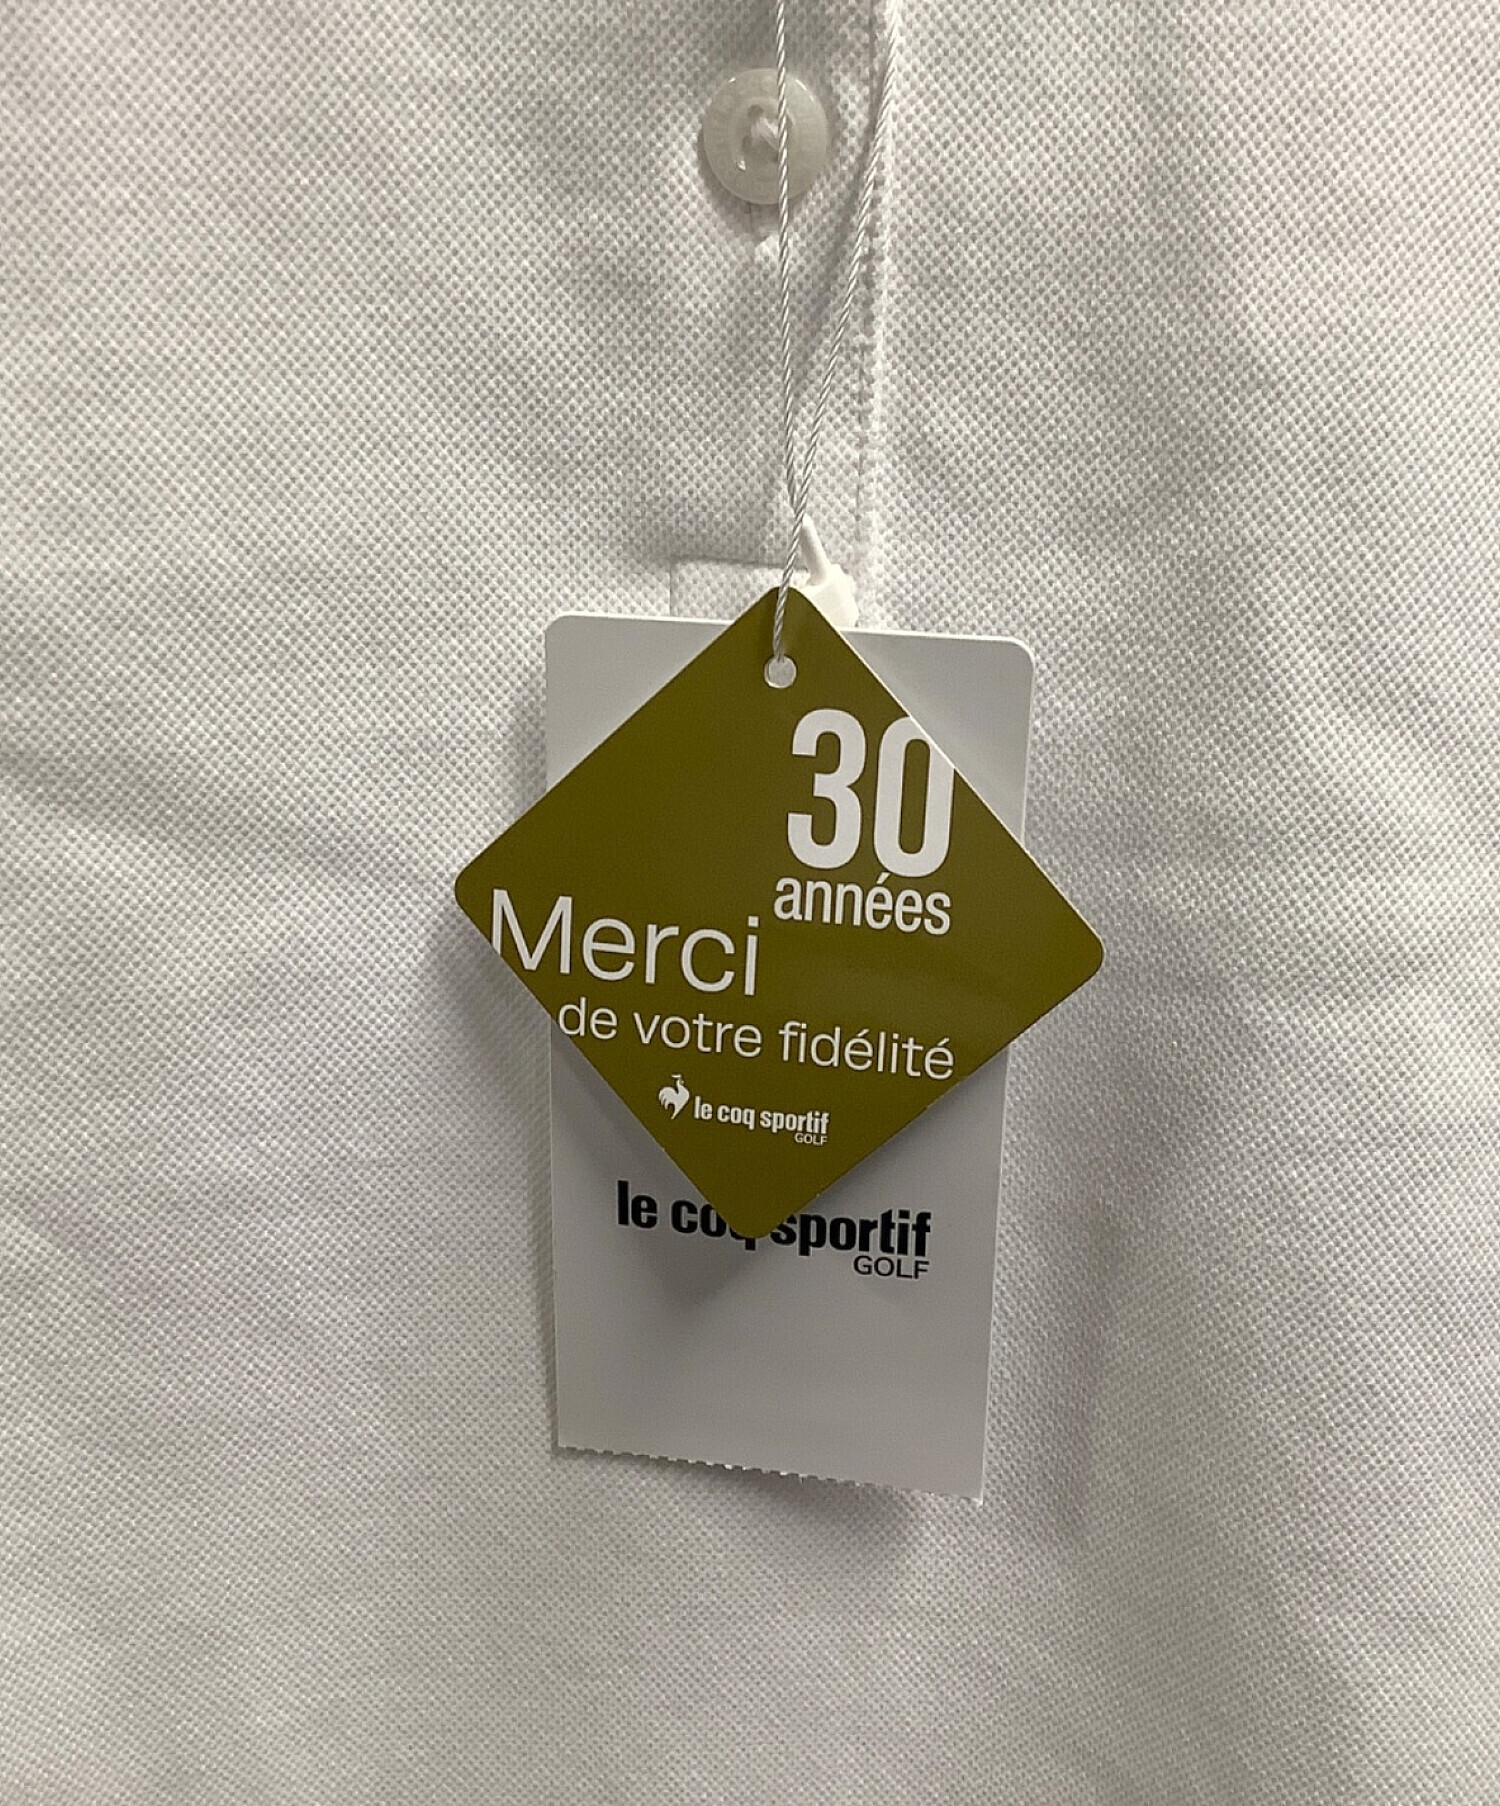 30
années
Merci
de votre fidélité
le coq sportif
GOLF
le coq sportif
GOLF